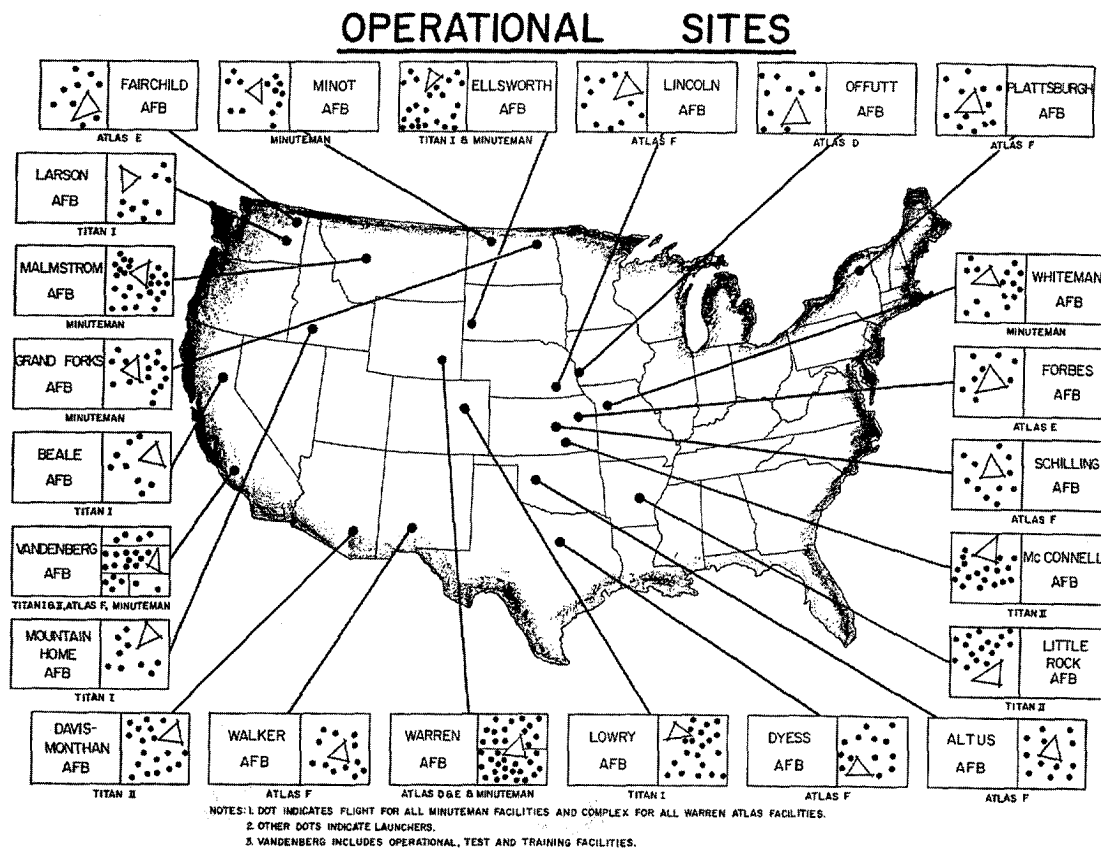 OPERATIONAL SITES
FAIRCHILD
AFB
ATLAS E
MINOT
AFB
MINUTEMAN
ELLSWORTH
AFB
TITAN I & MINUTEMAN
LINCOLN
AFB
ATLAS F
OFFUTT
AFB
ATLAS D
PLATTSBURGH
AFB
ATLAS F
LARSON
AFB
TITAN I
MALMSTROM
AFB
MINUTEMAN
GRAND FORKS
AFB
MINUTEMAN
BEALE
AFB
TITAN I
VANDENBERG
AFB
TITAN I & II, ATLAS F, MINUTEMAN
MOUNTAIN
HOME
AFB
TITAN I
WHITEMAN
AFB
MINUTEMAN
FORBES
AFB
ATLAS E
SCHILLING
AFB
ATLAS F
McCONNELL
AFB
TITAN II
LITTLE
ROCK
AFB
TITAN II
DAVIS-
MONTHAN
AFB
TITAN II
WALKER
AFB
ATLAS F
WARREN
AFB
ATLAS D&E & MINUTEMAN
LOWRY
AFB
TITAN I
DYESS
AFB
ATLAS F
ALTUS
AFB
ATLAS F
NOTES: 1. DOT INDICATES FLIGHT FOR ALL MINUTEMAN FACILITIES AND COMPLEX FOR ALL WARREN ATLAS FACILITIES.
2. OTHER DOTS INDICATE LAUNCHERS.
3. VANDENBERG INCLUDES OPERATIONAL, TEST AND TRAINING FACILITIES.